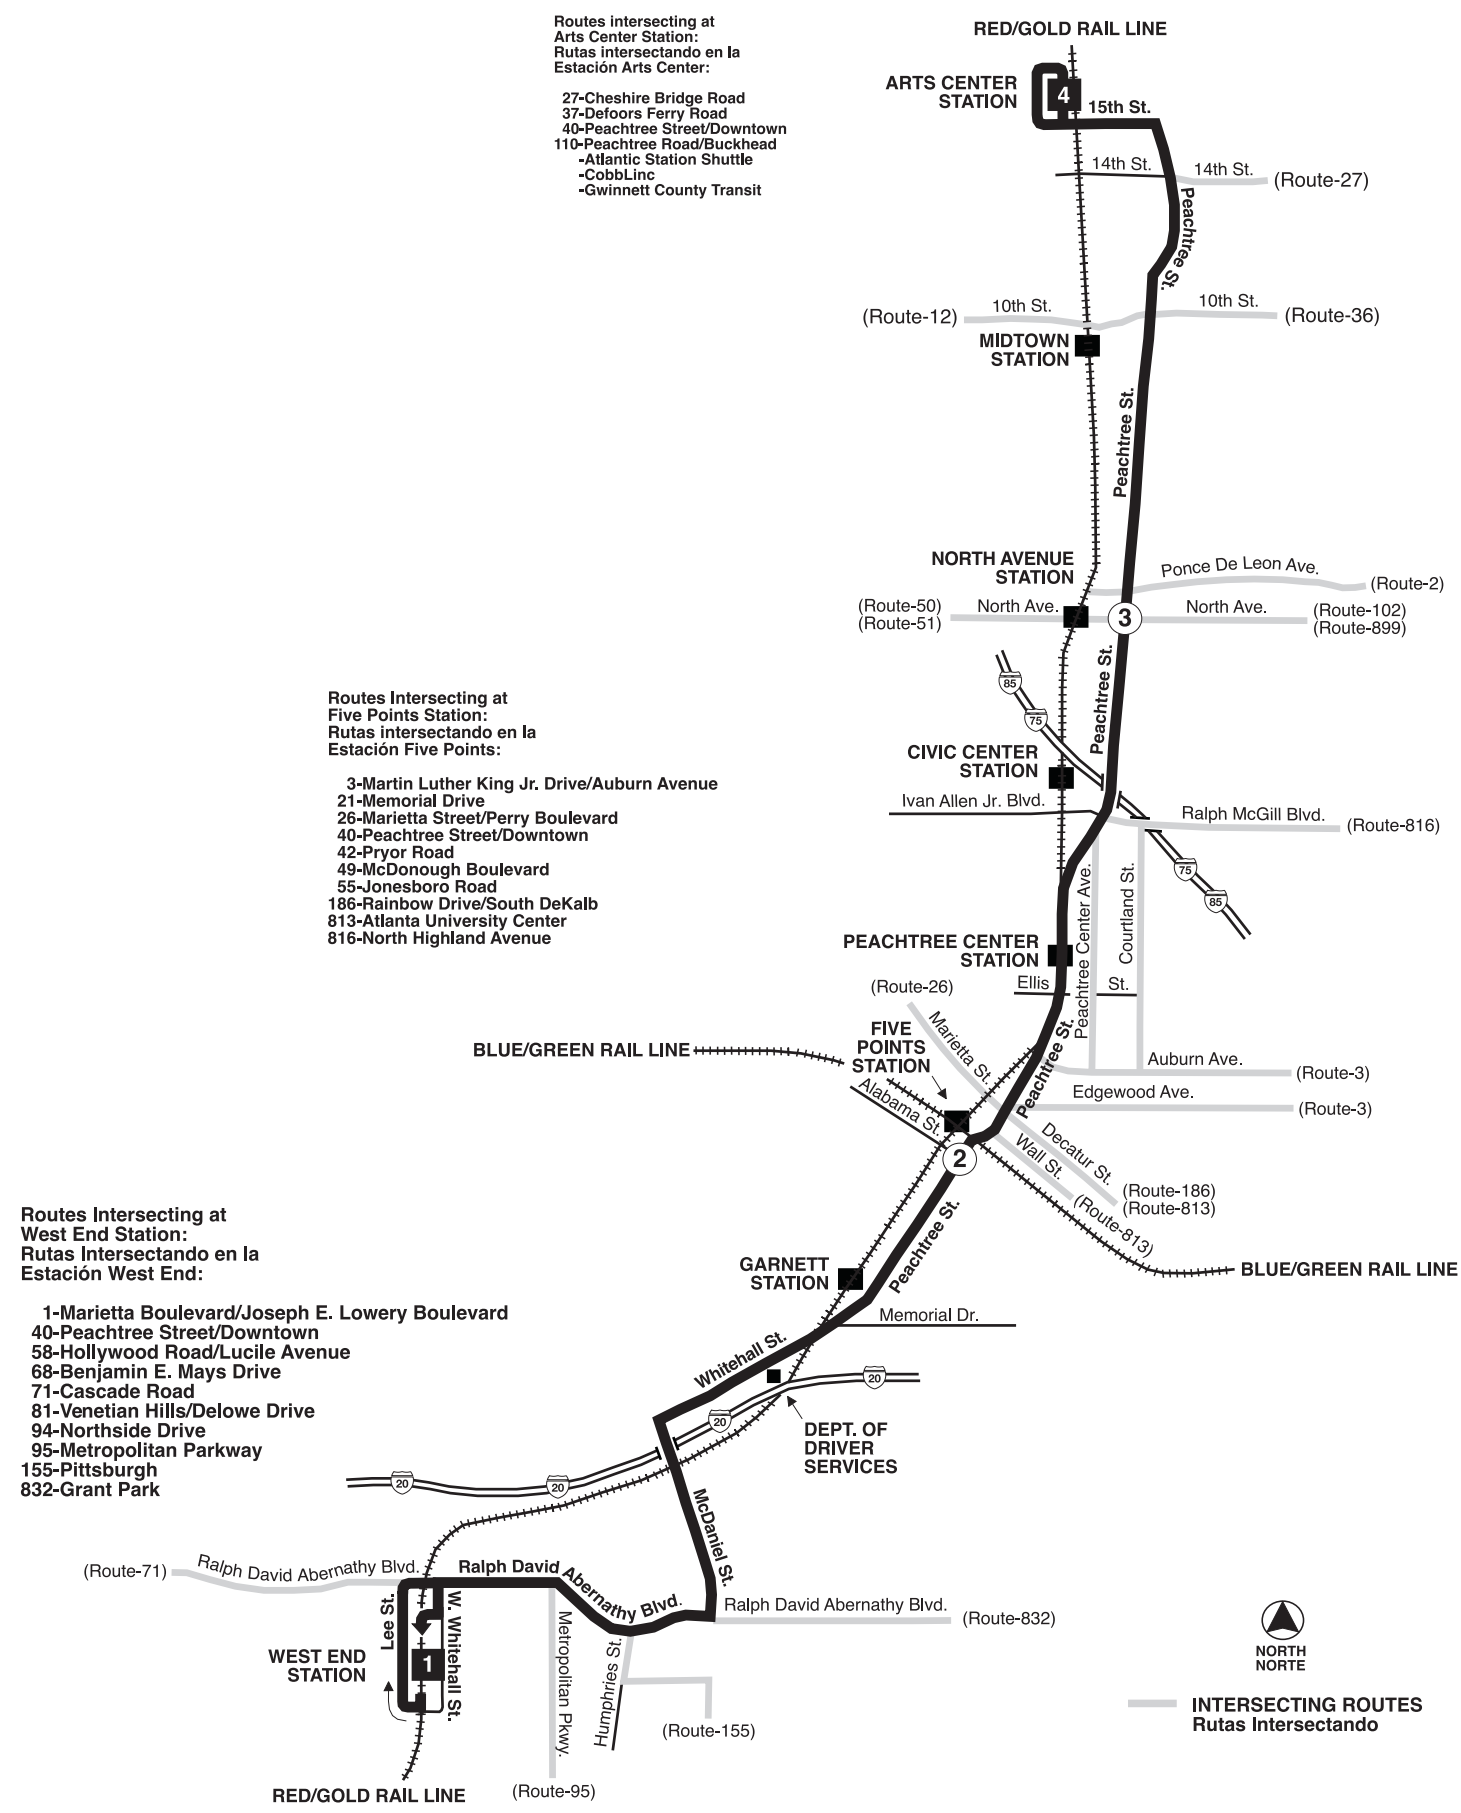 Routes intersecting at
Arts Center Station:
Rutas intersectando en la
Estación Arts Center:
27-Cheshire Bridge Road
37-Defoors Ferry Road
40-Peachtree Street/Downtown
110-Peachtree Road/Buckhead
-Atlantic Station Shuttle
-CobbLinc
-Gwinnett County Transit
RED/GOLD RAIL LINE
ARTS CENTER
STATION
4
15th St.
14th St.
14th St.
(Route-27)
Peachtree St.
10th St.
10th St.
(Route-12)
(Route-36)
MIDTOWN
STATION
Peachtree St.
NORTH AVENUE
STATION
Ponce De Leon Ave.
(Route-2)
(Route-50)
(Route-51)
North Ave.
3
North Ave.
(Route-102)
(Route-899)
85
75
Peachtree St.
Routes Intersecting at
Five Points Station:
Rutas intersectando en la
Estación Five Points:
3-Martin Luther King Jr. Drive/Auburn Avenue
21-Memorial Drive
26-Marietta Street/Perry Boulevard
40-Peachtree Street/Downtown
42-Pryor Road
49-McDonough Boulevard
55-Jonesboro Road
186-Rainbow Drive/South DeKalb
813-Atlanta University Center
816-North Highland Avenue
CIVIC CENTER
STATION
Ivan Allen Jr. Blvd.
Ralph McGill Blvd.
(Route-816)
75
85
Peachtree Center Ave.
Courtland St.
PEACHTREE CENTER
STATION
Ellis
St.
(Route-26)
Marietta St.
FIVE
POINTS
STATION
BLUE/GREEN RAIL LINE
Alabama St.
Peachtree St.
Auburn Ave.
(Route-3)
Edgewood Ave.
(Route-3)
2
Decatur St.
Wall St.
(Route-186)
(Route-813)
(Route-813)
BLUE/GREEN RAIL LINE
Peachtree St.
GARNETT
STATION
Memorial Dr.
Whitehall St.
20
20
DEPT. OF
DRIVER
SERVICES
Routes Intersecting at
West End Station:
Rutas Intersectando en la
Estación West End:
1-Marietta Boulevard/Joseph E. Lowery Boulevard
40-Peachtree Street/Downtown
58-Hollywood Road/Lucile Avenue
68-Benjamin E. Mays Drive
71-Cascade Road
81-Venetian Hills/Delowe Drive
94-Northside Drive
95-Metropolitan Parkway
155-Pittsburgh
832-Grant Park
20
20
McDaniel St.
(Route-71)
Ralph David Abernathy Blvd.
Ralph David Abernathy Blvd.
Ralph David Abernathy Blvd.
(Route-832)
Lee St.
W. Whitehall St.
WEST END
STATION
1
Metropolitan Pkwy.
Humphries St.
(Route-155)
(Route-95)
RED/GOLD RAIL LINE
NORTH
NORTE
INTERSECTING ROUTES
Rutas Intersectando